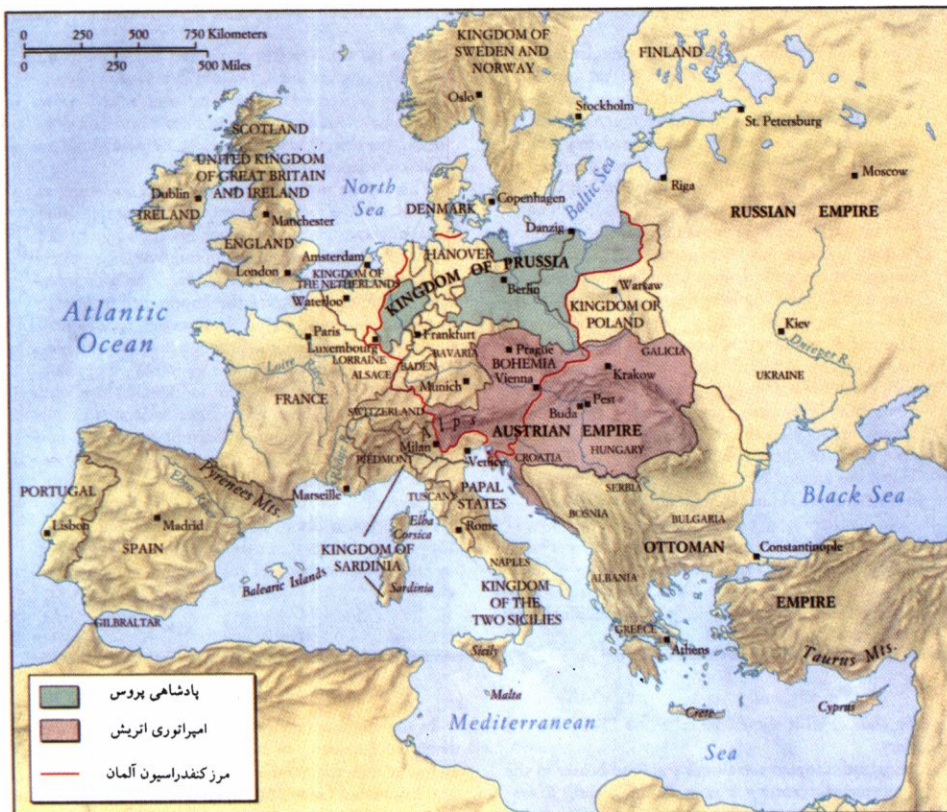 0 250 500 750 Kilometers
0 250 500 Miles
KINGDOM OF
SWEDEN AND
NORWAY
FINLAND
Oslo
Stockholm
St. Petersburg
SCOTLAND
UNITED KINGDOM
OF GREAT BRITAIN
AND IRELAND
North
Sea
Baltic Sea
Riga
Moscow
Dublin
IRELAND
Manchester
DENMARK
Copenhagen
RUSSIAN EMPIRE
ENGLAND
London
Amsterdam
KINGDOM OF
THE NETHERLANDS
HANOVER
Danzig
KINGDOM OF PRUSSIA
Berlin
Warsaw
KINGDOM OF
POLAND
Waterloo
Atlantic
Ocean
Paris
Luxembourg
Frankfurt
Kiev
Dnieper R.
LORRAINE
ALSACE
BADEN
BAVARIA
Prague
BOHEMIA
GALICIA
Loire River
Munich
Vienna
Krakow
UKRAINE
FRANCE
SWITZERLAND
Buda
Pest
Alps
AUSTRIAN EMPIRE
Rhône R.
Milan
PIEDMONT
Venice
CROATIA
HUNGARY
Pyrenees Mts.
Marseille
TUSCANY
PAPAL
STATES
SERBIA
BOSNIA
Black Sea
PORTUGAL
Ebro River
Lisbon
Madrid
SPAIN
Elba
Corsica
Rome
BULGARIA
OTTOMAN
Constantinople
KINGDOM OF
SARDINIA
Balearic Islands
Sardinia
NAPLES
KINGDOM
OF THE
TWO SICILIES
ALBANIA
EMPIRE
GIBRALTAR
GREECE
Athens
Sicily
Taurus Mts.
Malta
Crete
Cyprus
Mediterranean
Sea
پادشاهی پروس
امپراتوری اتریش
مرز کنفدراسیون آلمان